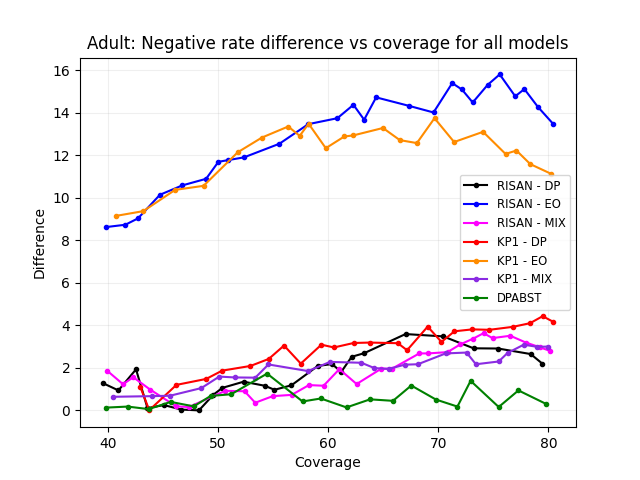 Adult: Negative rate difference vs coverage for all models
16
14
12
10
8
6
4
2
0
Difference
RISAN - DP
RISAN - EO
RISAN - MIX
KP1 - DP
KP1 - EO
KP1 - MIX
DPABST
40 50 60 70 80
Coverage